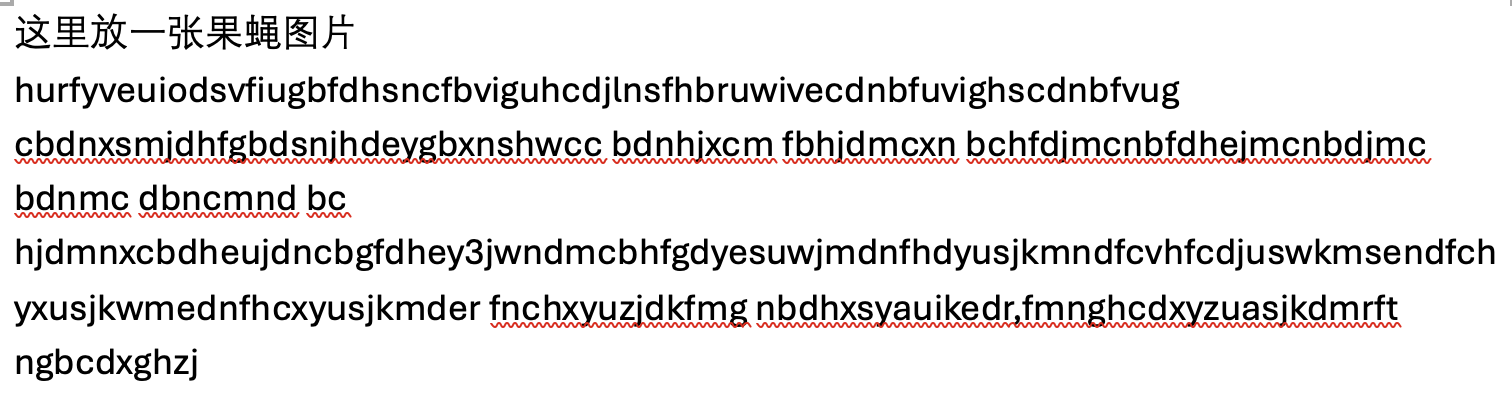 这里放一张果蝇图片
hurfyveuiodsvfiugbfdhsncfbviguhcdjlnsfhbruwivecdnbfuvighscdnbfvug
cbdnxsmjdhfgbdsnjhdeygbxnshwcc bdnhjxcm fbhjdmcxn bchfdjmcnbfdhejmcnbdjmc
bdnmc dbncmnd bc
hjdmnxcbdheujdncbgfdhey3jwndmcbhfgdyesuwjmdnfhdyusjkmndfcvhfcdjuswkmsendfch
yxusjkwmednfhcxyusjkmder fnchxyuzjdkfmg nbdhxsyauikedr,fmnghcdxyzuasjkdmrft
ngbcdxghzj